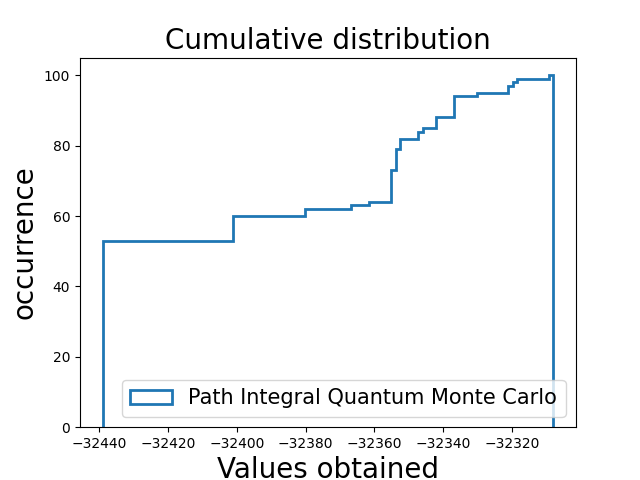 Cumulative distribution
occurrence
100
80
60
40
20
0
Path Integral Quantum Monte Carlo
−32440 −32420 −32400 −32380 −32360 −32340 −32320
Values obtained